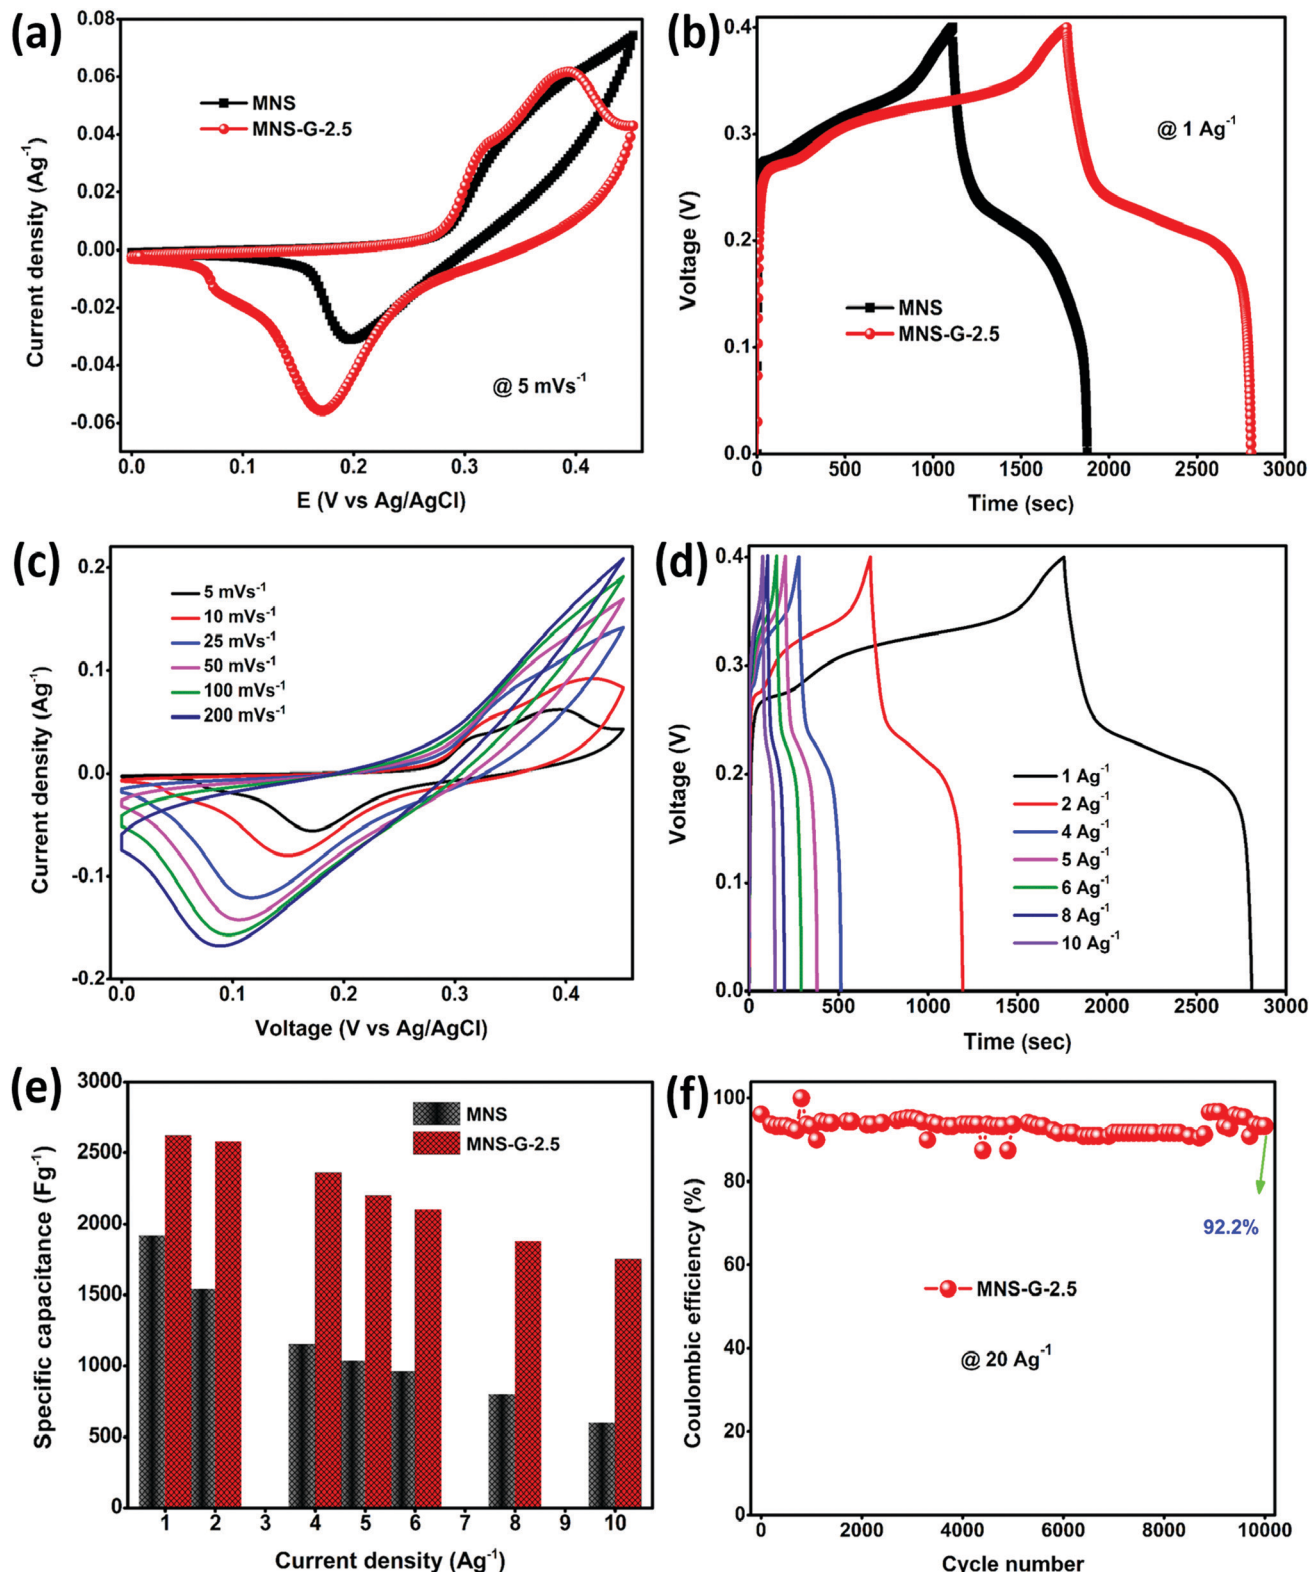 (a)
0.08
0.06
0.04
0.02
0.00
-0.02
-0.04
-0.06
Current density (Ag⁻¹)
MNS
MNS-G-2.5
@ 5 mVs⁻¹
0.0 0.1 0.2 0.3 0.4
E (V vs Ag/AgCl)
(b)
0.4
0.3
0.2
0.1
0.0
Voltage (V)
@ 1 Ag⁻¹
MNS
MNS-G-2.5
0 500 1000 1500 2000 2500 3000
Time (sec)
(c)
0.2
0.1
0.0
-0.1
-0.2
Current density (Ag⁻¹)
5 mVs⁻¹
10 mVs⁻¹
25 mVs⁻¹
50 mVs⁻¹
100 mVs⁻¹
200 mVs⁻¹
0.0 0.1 0.2 0.3 0.4
Voltage (V vs Ag/AgCl)
(d)
0.4
0.3
0.2
0.1
0.0
Voltage (V)
1 Ag⁻¹
2 Ag⁻¹
4 Ag⁻¹
5 Ag⁻¹
6 Ag⁻¹
8 Ag⁻¹
10 Ag⁻¹
0 500 1000 1500 2000 2500 3000
Time (sec)
(e)
3000
2500
2000
1500
1000
500
0
Specific capacitance (Fg⁻¹)
MNS
MNS-G-2.5
1 2 3 4 5 6 7 8 9 10
Current density (Ag⁻¹)
(f)
100
80
60
40
20
0
Coulombic efficiency (%)
92.2%
MNS-G-2.5
@ 20 Ag⁻¹
0 2000 4000 6000 8000 10000
Cycle number